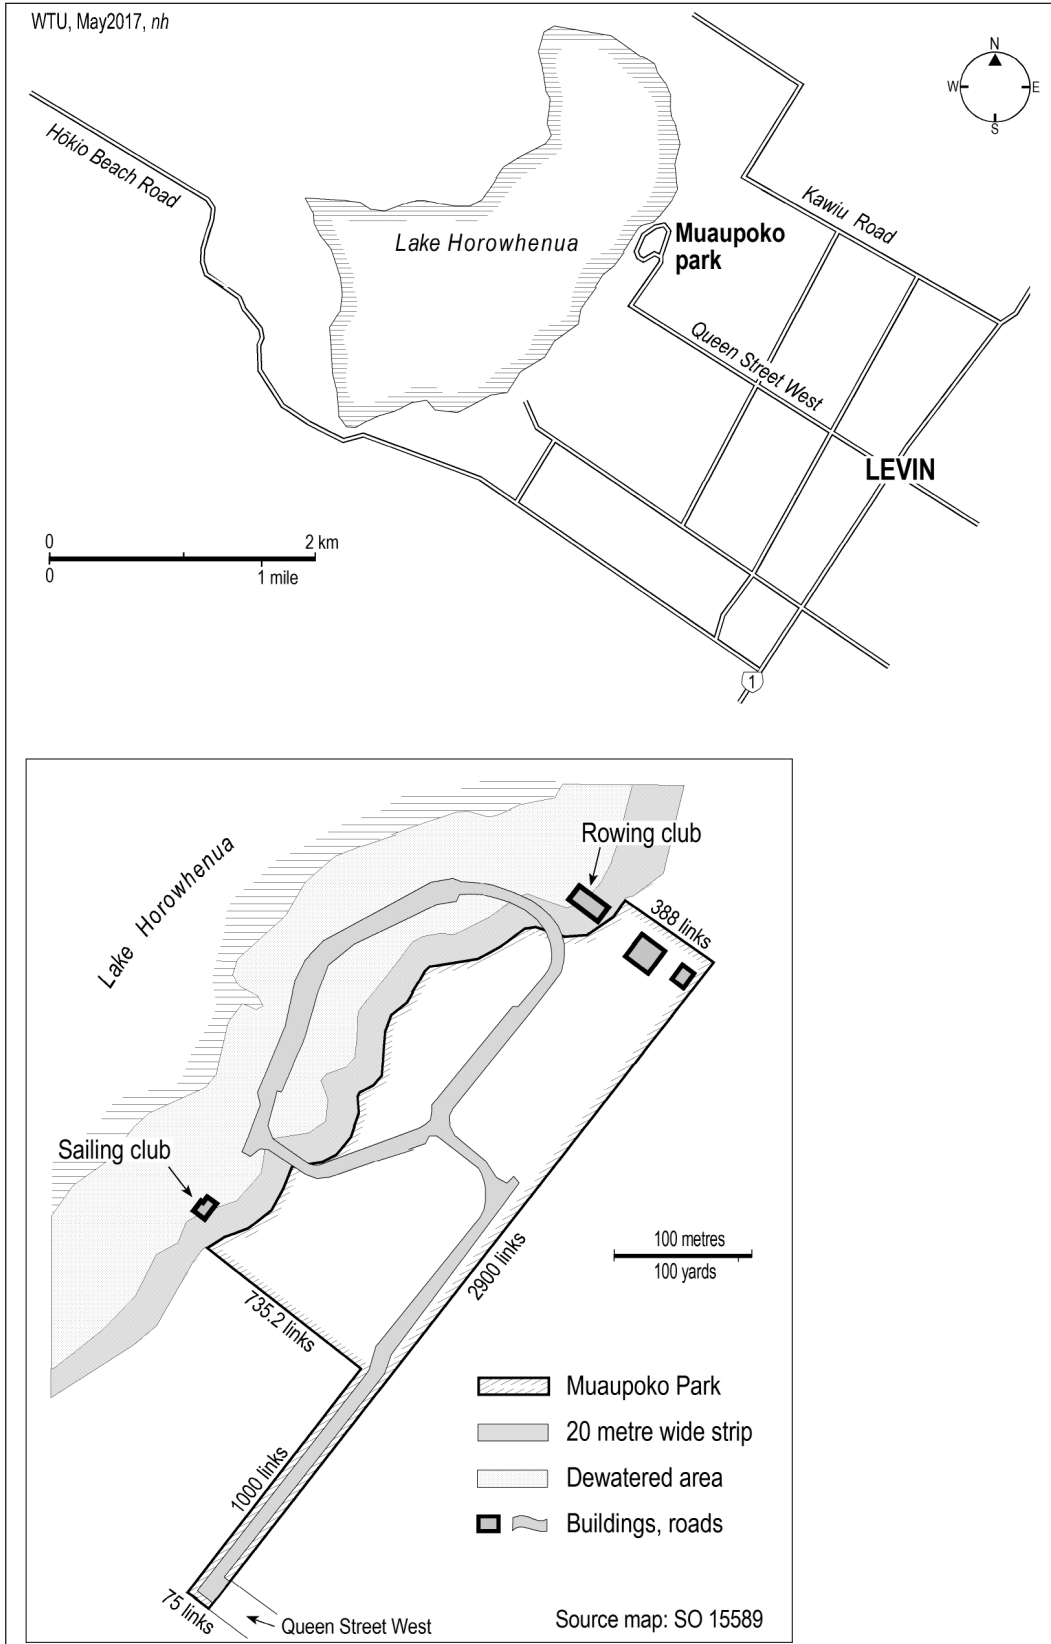 WTU, May2017, nh
N
W
E
S
Hōkio Beach Road
Kawiu Road
Lake Horowhenua
Muaupoko
park
Queen Street West
LEVIN
0
2 km
0
1 mile
1
Rowing club
388 links
Lake Horowhenua
Sailing club
100 metres
100 yards
2900 links
735.2 links
Muaupoko Park
20 metre wide strip
1000 links
Dewatered area
Buildings, roads
75 links
Queen Street West
Source map: SO 15589